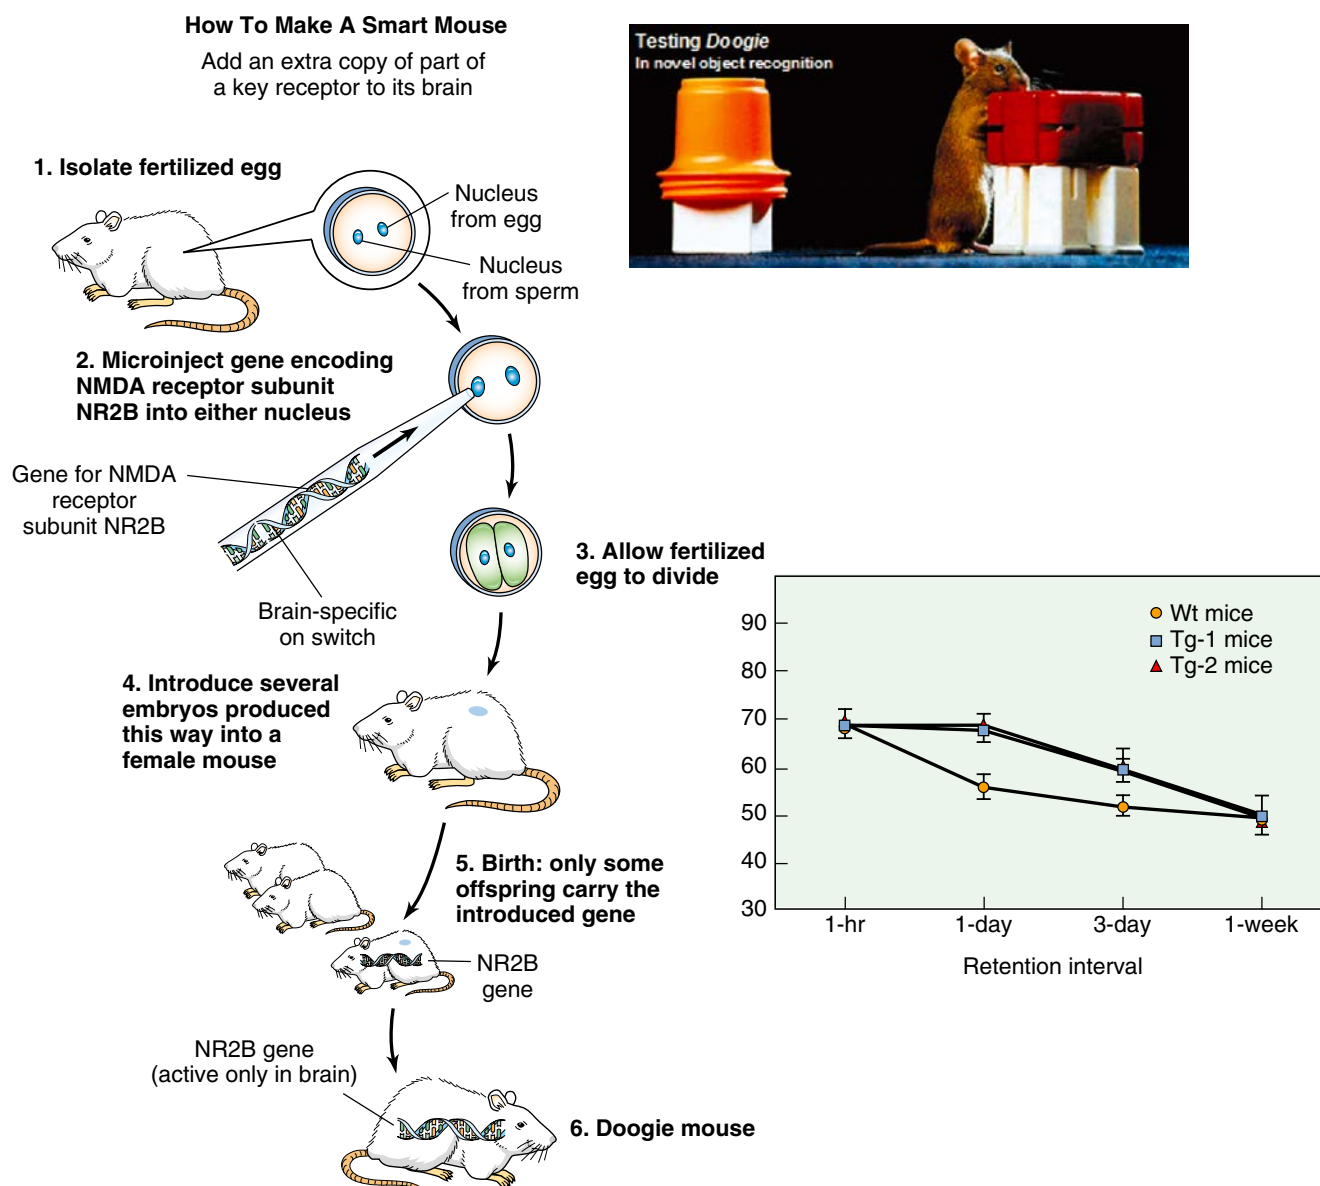 How To Make A Smart Mouse
Add an extra copy of part of
a key receptor to its brain
Testing Doogie
In novel object recognition
1. Isolate fertilized egg
Nucleus
from egg
Nucleus
from sperm
2. Microinject gene encoding
NMDA receptor subunit
NR2B into either nucleus
Gene for NMDA
receptor
subunit NR2B
Brain-specific
on switch
3. Allow fertilized
egg to divide
4. Introduce several
embryos produced
this way into a
female mouse
5. Birth: only some
offspring carry the
introduced gene
NR2B
gene
NR2B gene
(active only in brain)
6. Doogie mouse
Wt mice
Tg-1 mice
Tg-2 mice
90
80
70
60
50
40
30
1-hr 1-day 3-day 1-week
Retention interval